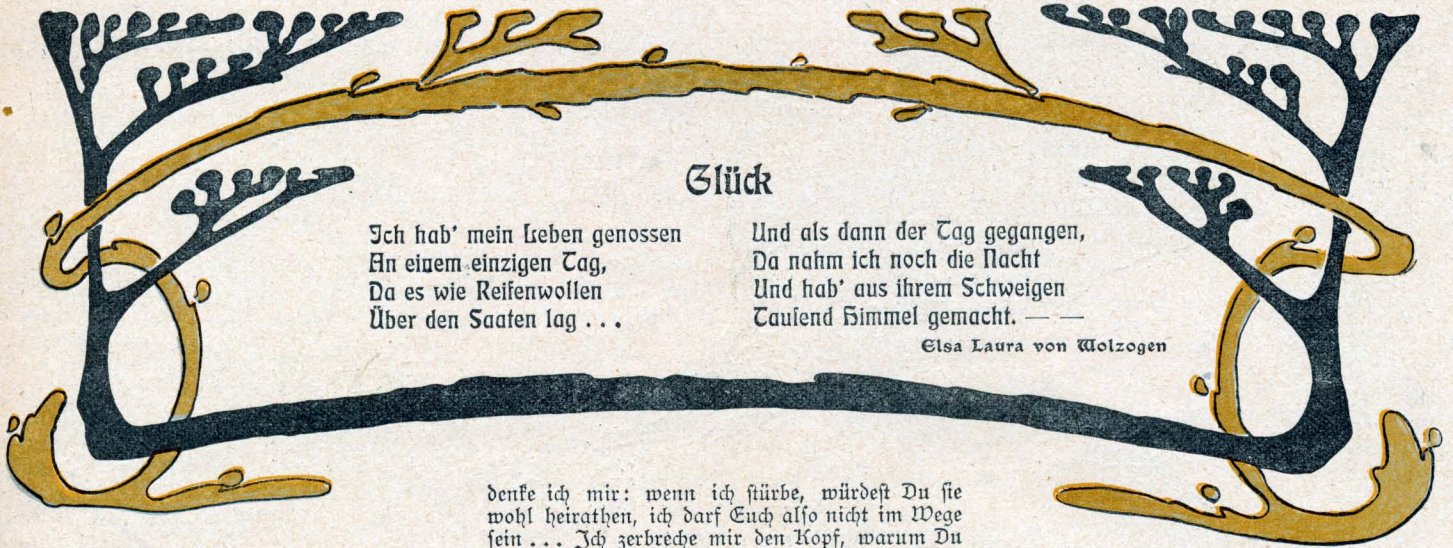 Glück
Ich hab' mein Leben genossen
An einem einzigen Tag,
Da es wie Reifenwollen
Über den Saaten lag . . .
Und als dann der Tag gegangen,
Da nahm ich noch die Nacht
Und hab' aus ihrem Schweigen
Tausend Himmel gemacht. — —
Elsa Laura von Wolzogen
denke ich mir: wenn ich stürbe, würdest Du sie
wohl heirathen, ich darf Euch also nicht im Wege
sein . . . Ich zerbreche mir den Kopf, warum Du